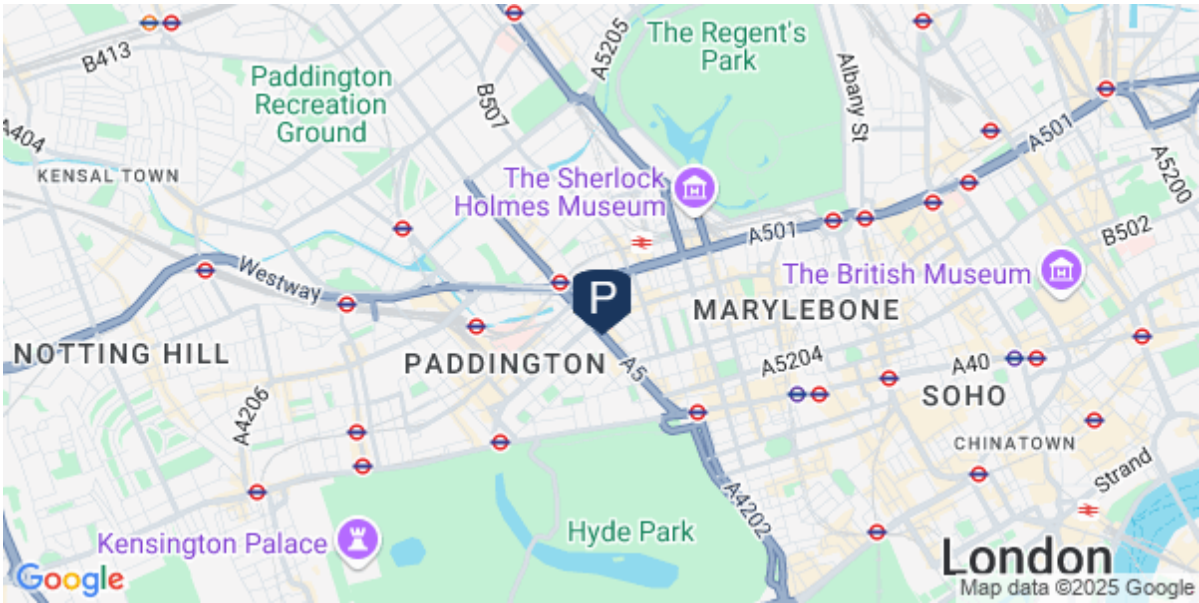 B413
A5205
The Regent's
Park
Albany St
Paddington
Recreation
Ground
B507
A404
KENSAL TOWN
A501
A5200
The Sherlock
Holmes Museum
A501
B502
Westway
The British Museum
P
MARYLEBONE
NOTTING HILL
PADDINGTON
A5
A5204
A40
SOHO
A4206
CHINATOWN
Strand
A4202
Kensington Palace
Hyde Park
London
Google
Map data ©2025 Google